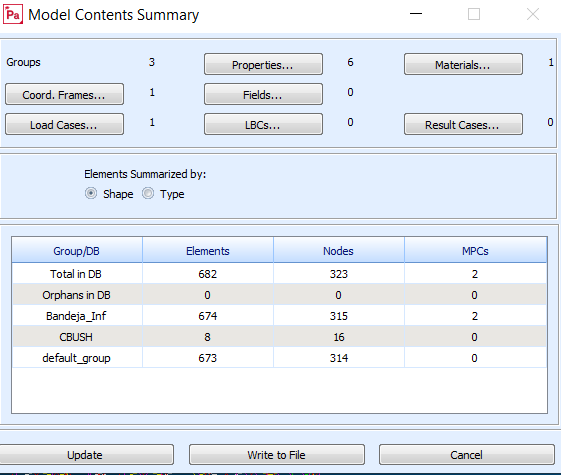 Pa Model Contents Summary
Groups 3 Properties... 6 Materials... 1
Coord. Frames... 1 Fields... 0
Load Cases... 1 LBCs... 0 Result Cases... 0
Elements Summarized by:
Shape Type
Group/DB Elements Nodes MPCs
Total in DB 682 323 2
Orphans in DB 0 0 0
Bandeja_Inf 674 315 2
CBUSH 8 16 0
default_group 673 314 0
Update Write to File Cancel